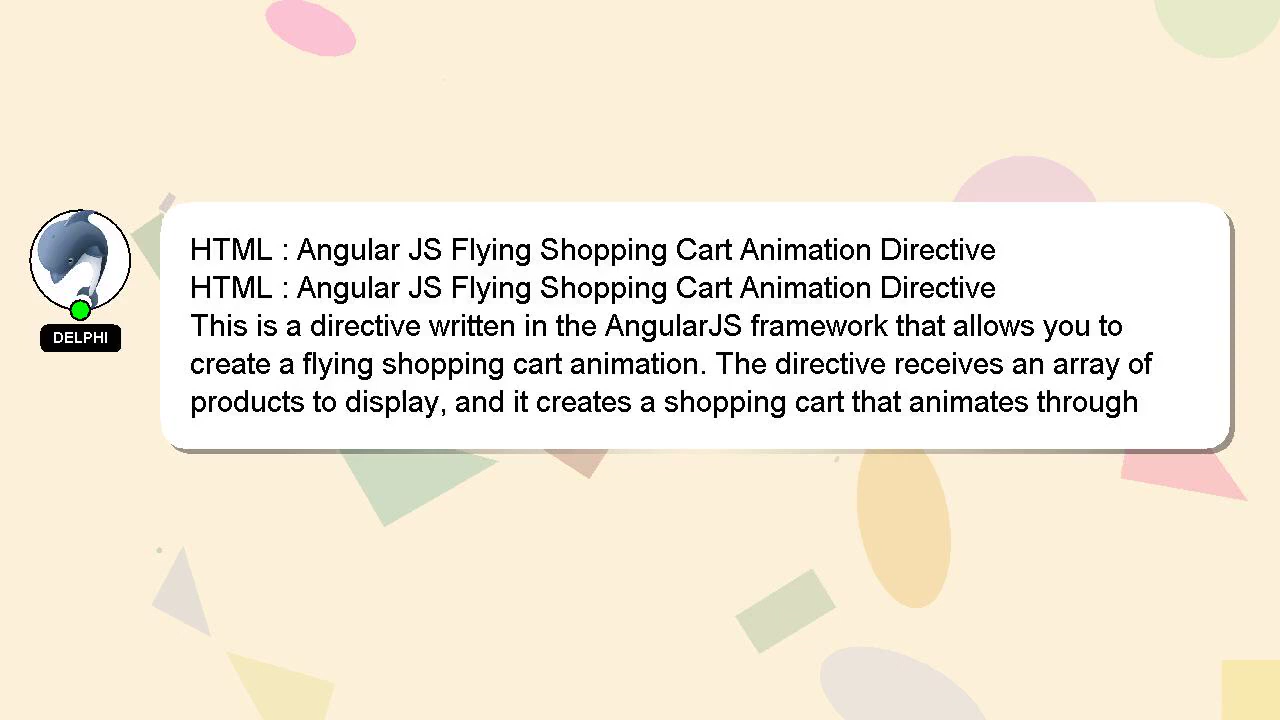 HTML : Angular JS Flying Shopping Cart Animation Directive
HTML : Angular JS Flying Shopping Cart Animation Directive
This is a directive written in the AngularJS framework that allows you to
create a flying shopping cart animation. The directive receives an array of
products to display, and it creates a shopping cart that animates through
DELPHI